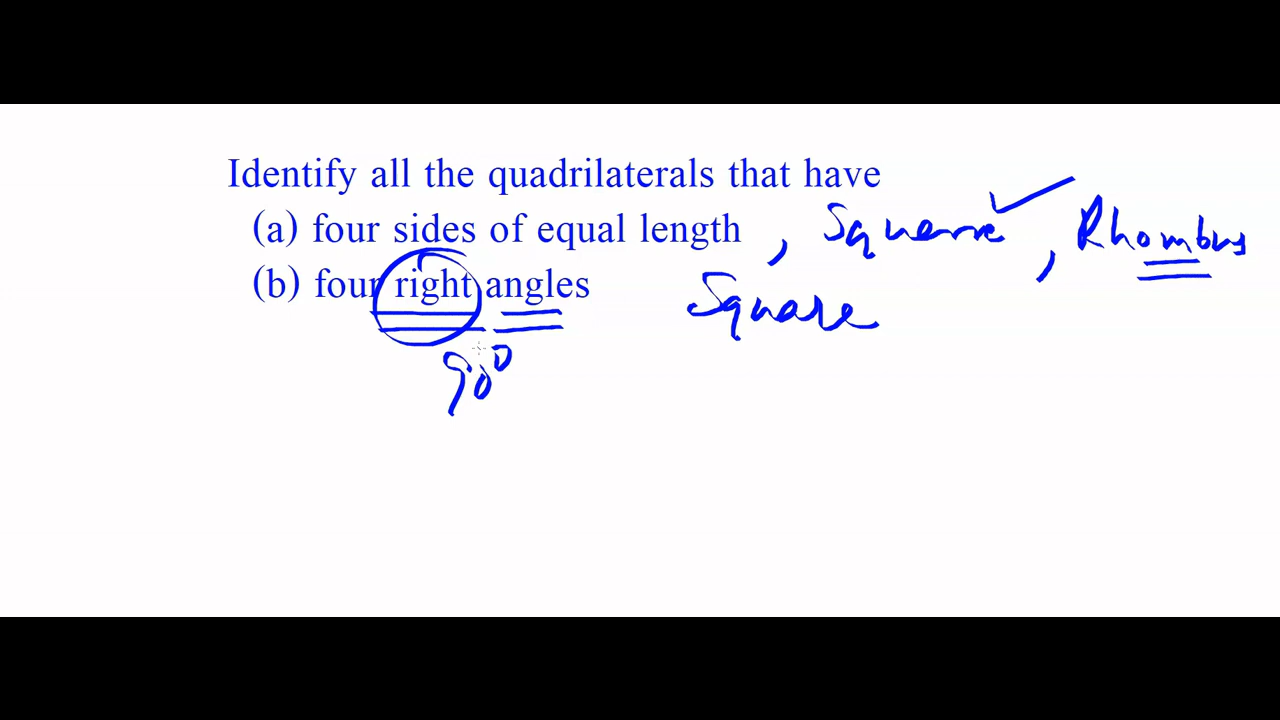 Identify all the quadrilaterals that have
(a) four sides of equal length , Square , Rhombus
(b) four right angles Square
90°